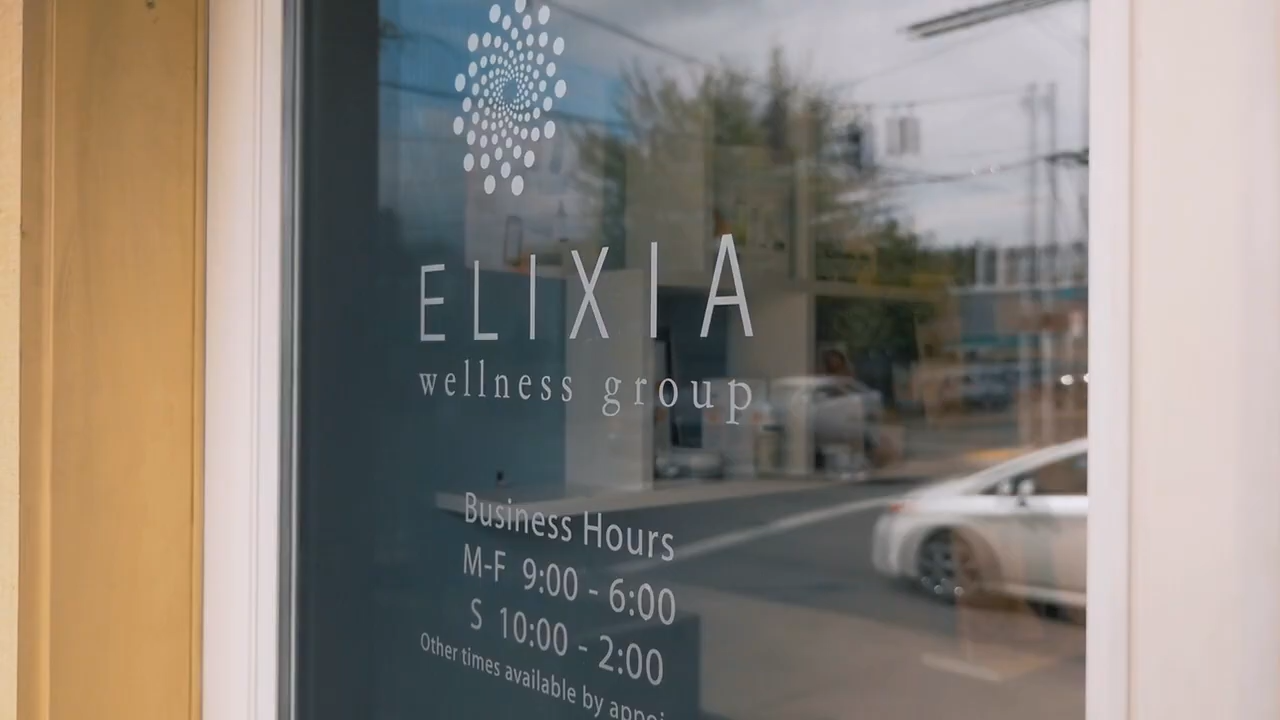 ELIXIA
wellness group
Business Hours
M-F 9:00 - 6:00
S 10:00 - 2:00
Other times available by